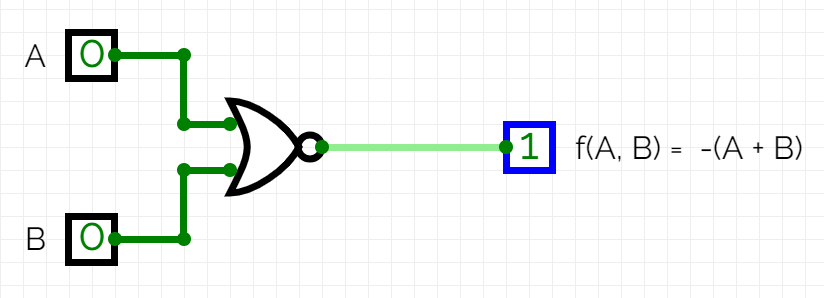 A 0
1 f(A, B) = -(A + B)
B 0